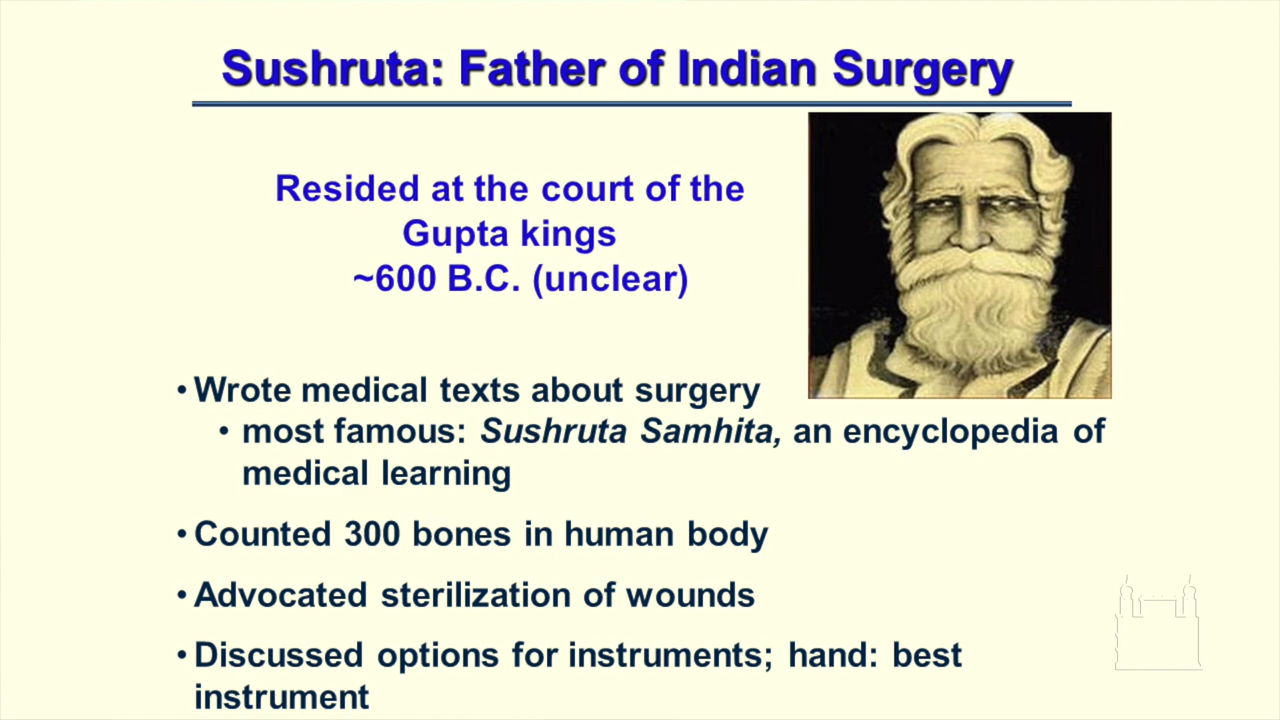 Sushruta: Father of Indian Surgery
Resided at the court of the
Gupta kings
~600 B.C. (unclear)
• Wrote medical texts about surgery
• most famous: Sushruta Samhita, an encyclopedia of
medical learning
• Counted 300 bones in human body
• Advocated sterilization of wounds
• Discussed options for instruments; hand: best
instrument